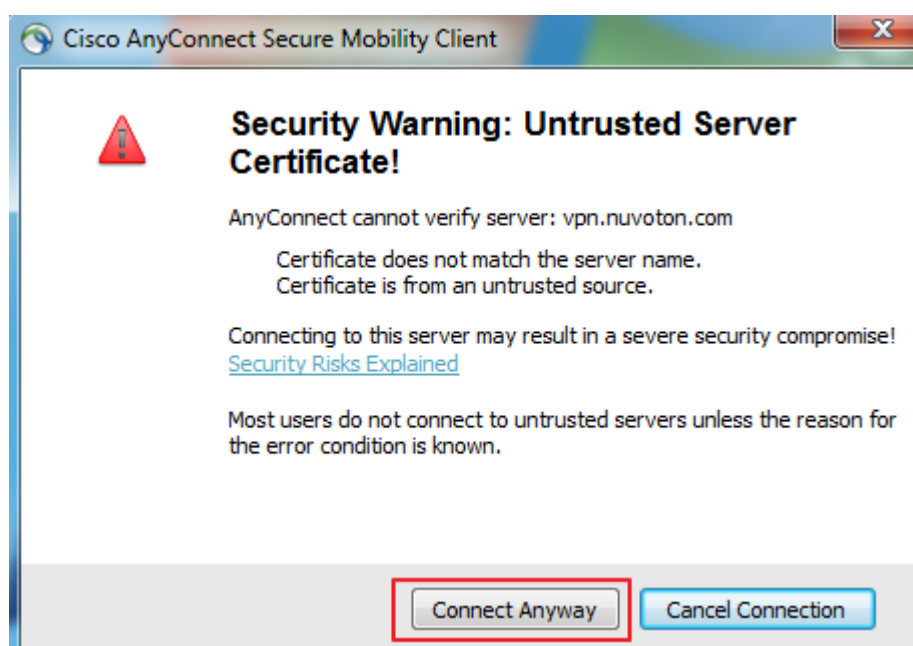 Cisco AnyConnect Secure Mobility Client
Security Warning: Untrusted Server
Certificate!
AnyConnect cannot verify server: vpn.nuvoton.com
Certificate does not match the server name.
Certificate is from an untrusted source.
Connecting to this server may result in a severe security compromise!
Security Risks Explained
Most users do not connect to untrusted servers unless the reason for
the error condition is known.
Connect Anyway Cancel Connection